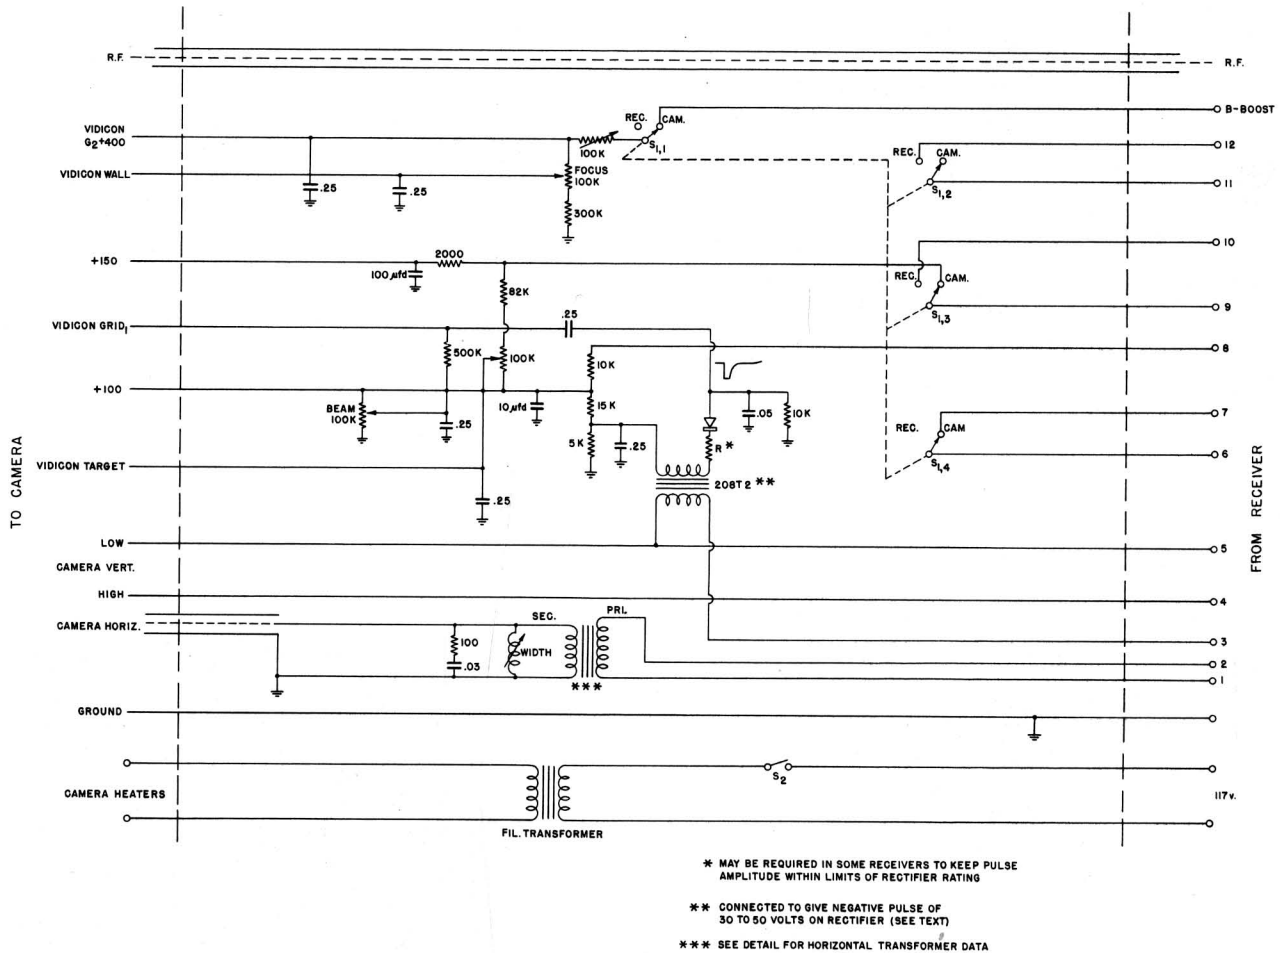 R.F.
R.F.
B-BOOST
REC.
CAM.
VIDICON
G₂+400
S1,1
100K
12
REC.
CAM.
VIDICON WALL
FOCUS
100K
.25
.25
11
S1,2
300K
10
+150
2000
100 µfd
REC.
CAM.
82K
9
S1,3
.25
VIDICON GRID₁
500K
100K
8
10K
+100
BEAM
100K
10 µfd
15K
.05
10K
7
.25
REC.
CAM
5K
.25
R *
6
S1,4
VIDICON TARGET
208T2 **
.25
TO CAMERA
FROM RECEIVER
LOW
5
CAMERA VERT.
HIGH
4
SEC.
PRI.
CAMERA HORIZ.
100
WIDTH
3
.03
2
1
***
GROUND
S2
CAMERA HEATERS
117v.
FIL. TRANSFORMER
* MAY BE REQUIRED IN SOME RECEIVERS TO KEEP PULSE
AMPLITUDE WITHIN LIMITS OF RECTIFIER RATING
** CONNECTED TO GIVE NEGATIVE PULSE OF
30 TO 50 VOLTS ON RECTIFIER (SEE TEXT)
*** SEE DETAIL FOR HORIZONTAL TRANSFORMER DATA